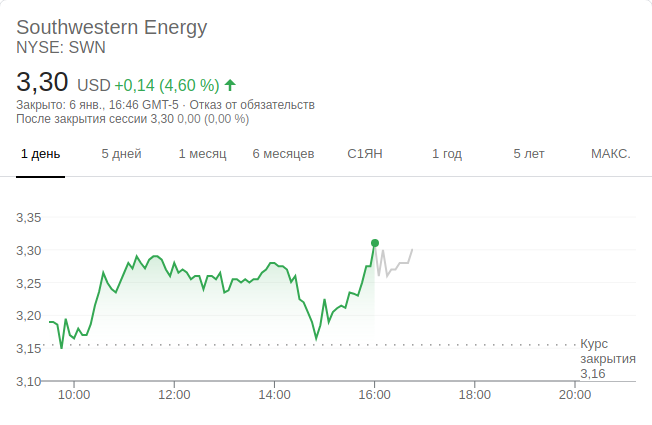 Southwestern Energy
NYSE: SWN
3,30 USD +0,14 (4,60 %)
Закрыто: 6 янв., 16:46 GMT-5 · Отказ от обязательств
После закрытия сессии 3,30 0,00 (0,00 %)
1 день 5 дней 1 месяц 6 месяцев С1ЯН 1 год 5 лет МАКС.
3,35
3,30
3,25
3,20
3,15
3,10
Курс
закрытия
3,16
10:00 12:00 14:00 16:00 18:00 20:00